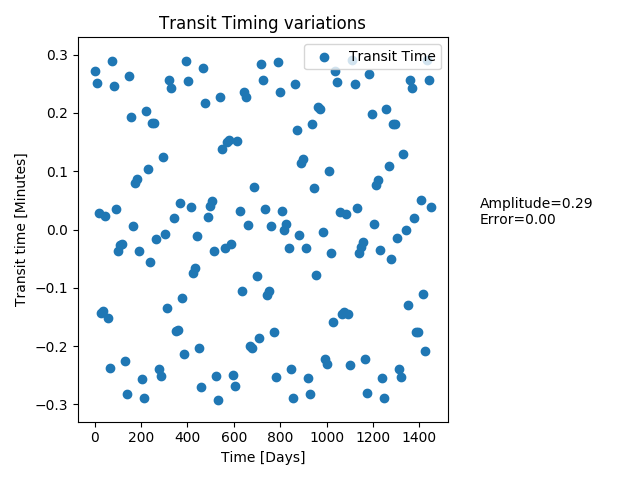 Transit Timing variations
Transit Time
0.3
0.2
0.1
0.0
−0.1
−0.2
−0.3
Transit time [Minutes]
0
200
400
600
800
1000
1200
1400
Time [Days]
Amplitude=0.29
Error=0.00